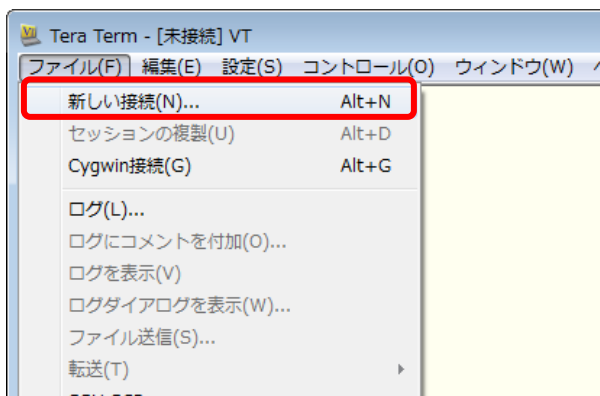 Tera Term - [未接続] VT
ファイル(F) 編集(E) 設定(S) コントロール(O) ウィンドウ(W)
新しい接続(N)... Alt+N
セッションの複製(U) Alt+D
Cygwin接続(G) Alt+G
ログ(L)...
ログにコメントを付加(O)...
ログを表示(V)
ログダイアログを表示(W)...
ファイル送信(S)...
転送(T)